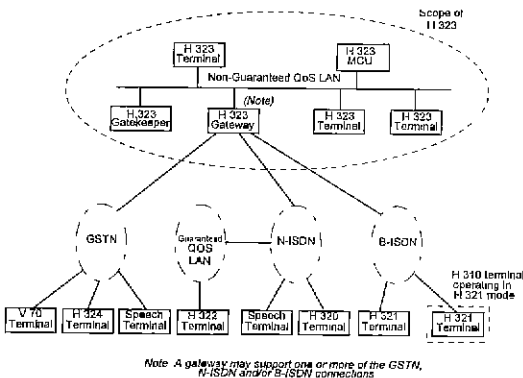 Scope of
H 323
H 323
Terminal
H 323
MCU
Non-Guaranteed QoS LAN
(Note)
H.323
Gatekeeper
H 323
Gateway
H 323
Terminal
H 323
Terminal
GSTN
Guaranteed
QOS
LAN
N-ISDN
B-ISDN
H 310 terminal
operating in
H 321 mode
V 70
Terminal
H 324
Terminal
Speech
Terminal
H 322
Terminal
Speech
Terminal
H 320
Terminal
H 321
Terminal
H 321
Terminal
Note A gateway may support one or more of the GSTN,
N-ISDN and/or B-ISDN connections